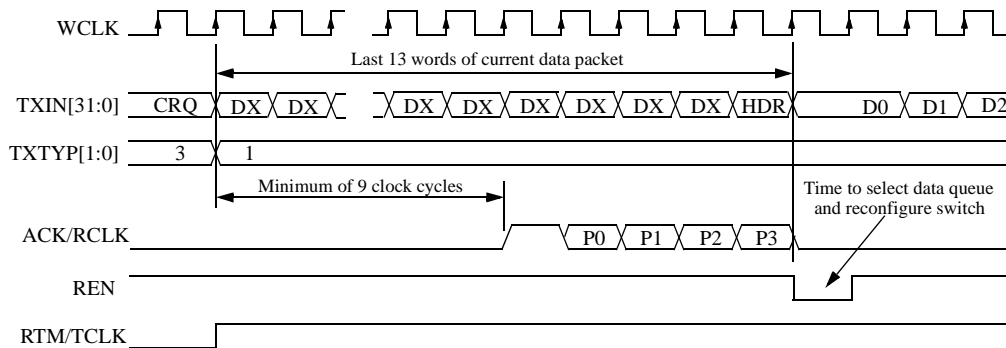 WCLK
Last 13 words of current data packet
TXIN[31:0] CRQ DX DX DX DX DX DX DX DX HDR D0 D1 D2
TXTYP[1:0] 3 1
Minimum of 9 clock cycles
Time to select data queue
and reconfigure switch
ACK/RCLK P0 P1 P2 P3
REN
RTM/TCLK